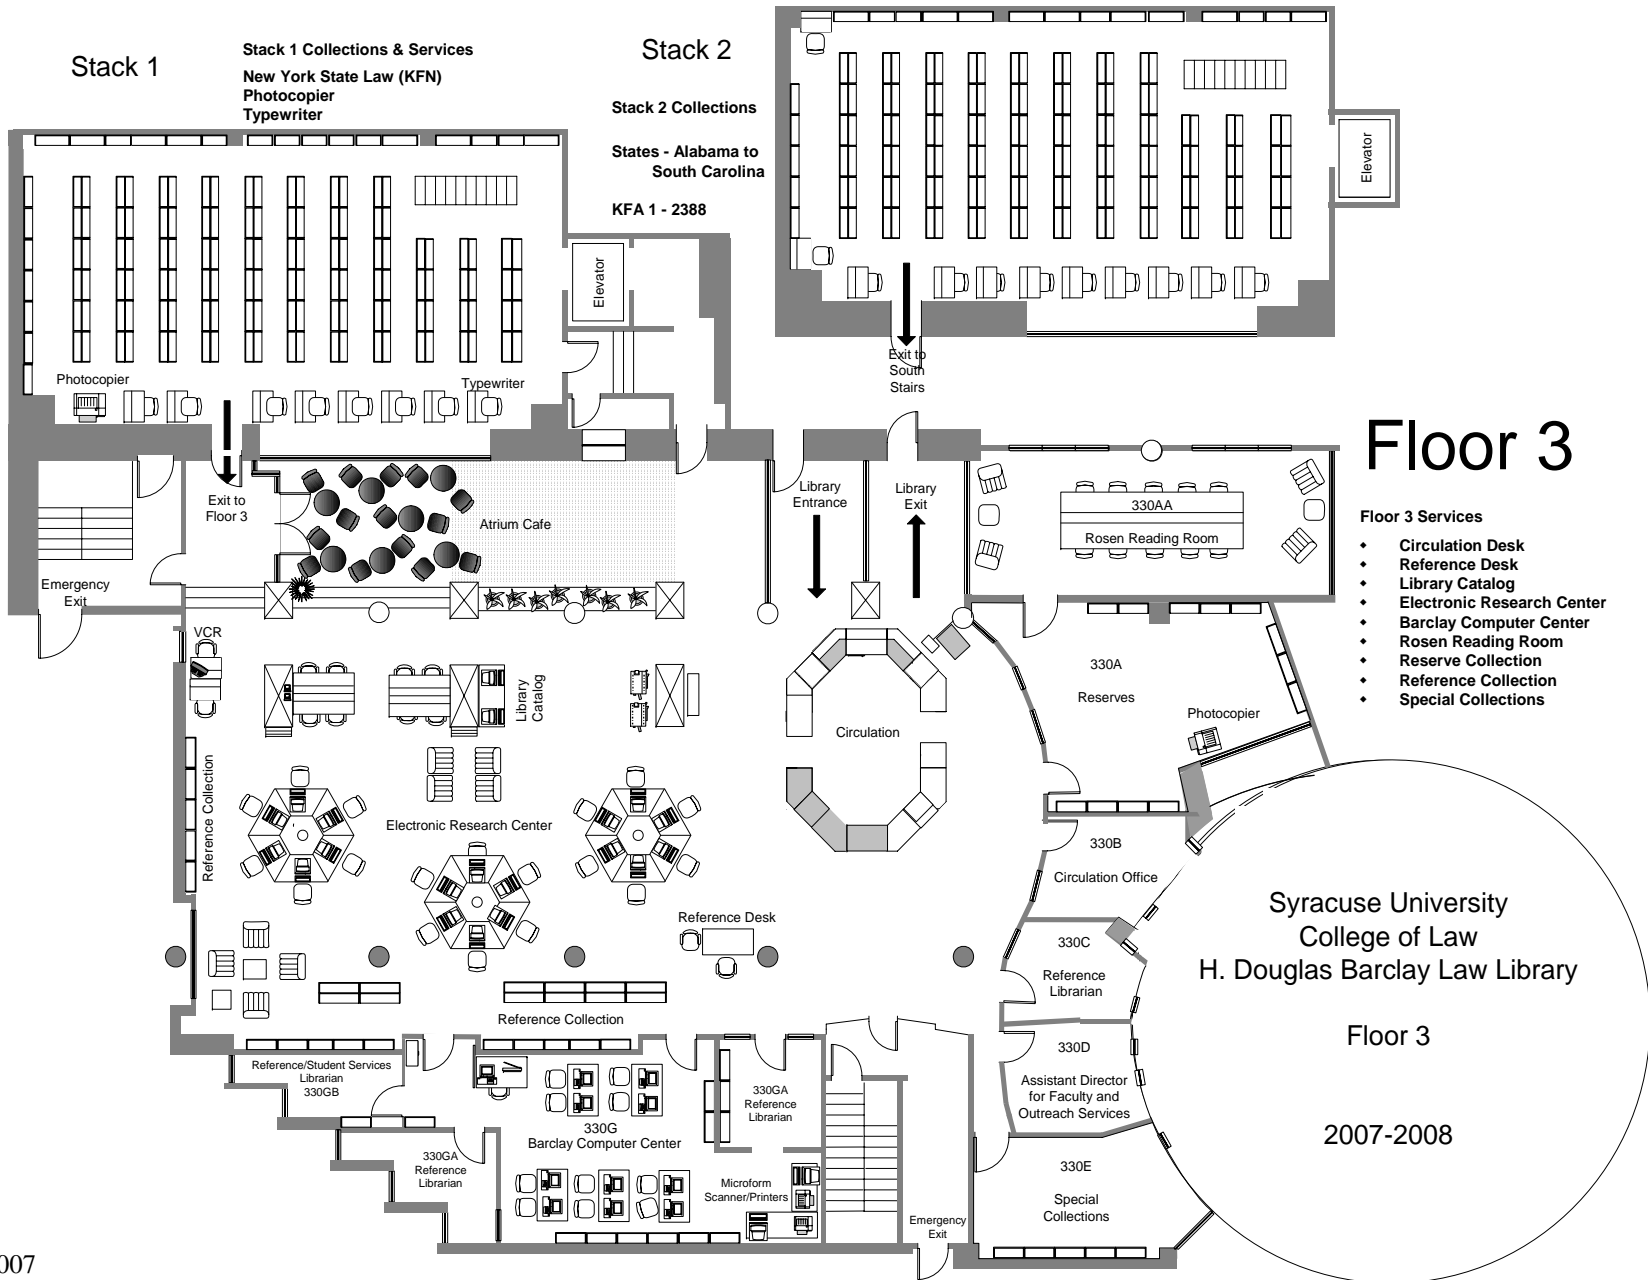 Stack 1
Stack 1 Collections & Services
New York State Law (KFN)
Photocopier
Typewriter
Stack 2
Stack 2 Collections
States - Alabama to
South Carolina
KFA 1 - 2388
Elevator
Elevator
Photocopier
Typewriter
Exit to
South
Stairs
Exit to
Floor 3
Atrium Cafe
Library
Entrance
Library
Exit
330AA
Rosen Reading Room
Floor 3
Floor 3 Services
Circulation Desk
Reference Desk
Library Catalog
Electronic Research Center
Barclay Computer Center
Rosen Reading Room
Reserve Collection
Reference Collection
Special Collections
Emergency
Exit
VCR
Library
Catalog
Circulation
330A
Reserves
Photocopier
Reference Collection
Electronic Research Center
330B
Circulation Office
Reference Desk
330C
Reference
Librarian
Reference Collection
330D
Assistant Director
for Faculty and
Outreach Services
Reference/Student Services
Librarian
330GB
330GA
Reference
Librarian
330G
Barclay Computer Center
330GA
Reference
Librarian
Microform
Scanner/Printers
330E
Special
Collections
Emergency
Exit
Syracuse University
College of Law
H. Douglas Barclay Law Library
Floor 3
2007-2008
007